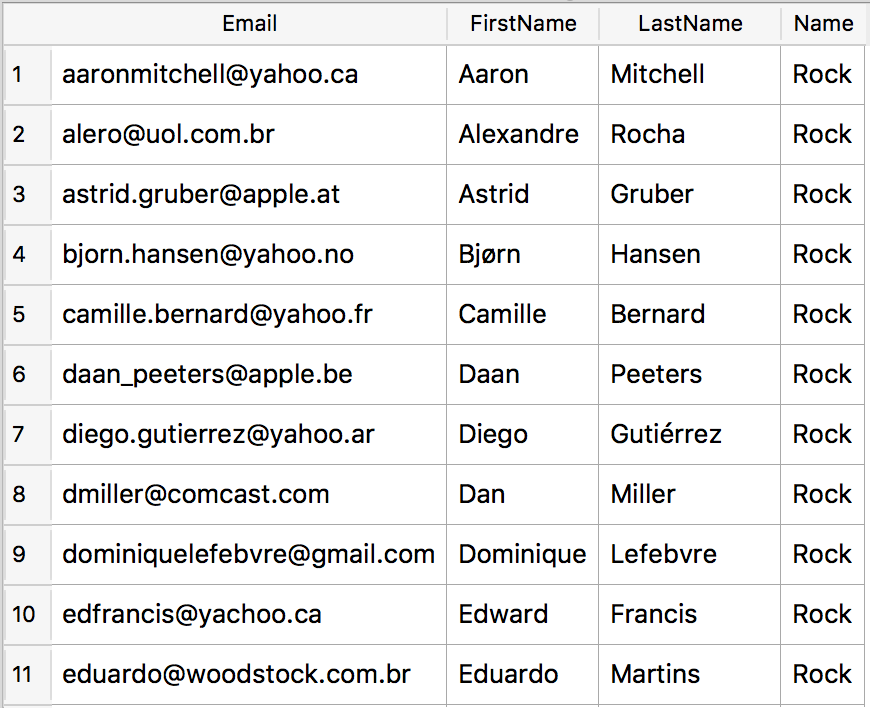 Email FirstName LastName Name
1 aaronmitchell@yahoo.ca Aaron Mitchell Rock
2 alero@uol.com.br Alexandre Rocha Rock
3 astrid.gruber@apple.at Astrid Gruber Rock
4 bjorn.hansen@yahoo.no Bjørn Hansen Rock
5 camille.bernard@yahoo.fr Camille Bernard Rock
6 daan_peeters@apple.be Daan Peeters Rock
7 diego.gutierrez@yahoo.ar Diego Gutiérrez Rock
8 dmiller@comcast.com Dan Miller Rock
9 dominiquelefebvre@gmail.com Dominique Lefebvre Rock
10 edfrancis@yachoo.ca Edward Francis Rock
11 eduardo@woodstock.com.br Eduardo Martins Rock